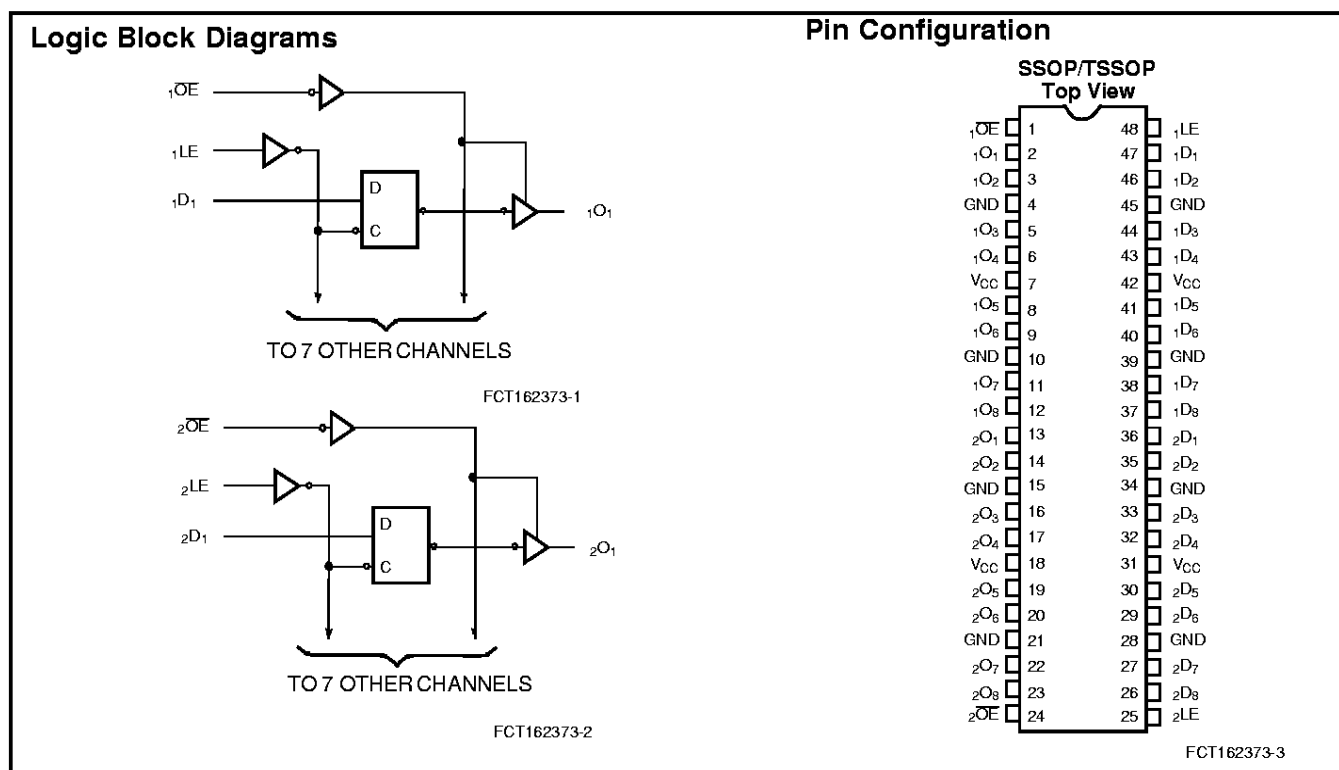 Logic Block Diagrams
₁O̅E̅
₁LE
₁D₁
D
C
₁O₁
TO 7 OTHER CHANNELS
FCT162373-1
₂O̅E̅
₂LE
₂D₁
D
C
₂O₁
TO 7 OTHER CHANNELS
FCT162373-2
Pin Configuration
SSOP/TSSOP
Top View
₁O̅E̅ 1 48 ₁LE
₁O₁ 2 47 ₁D₁
₁O₂ 3 46 ₁D₂
GND 4 45 GND
₁O₃ 5 44 ₁D₃
₁O₄ 6 43 ₁D₄
VCC 7 42 VCC
₁O₅ 8 41 ₁D₅
₁O₆ 9 40 ₁D₆
GND 10 39 GND
₁O₇ 11 38 ₁D₇
₁O₈ 12 37 ₁D₈
₂O₁ 13 36 ₂D₁
₂O₂ 14 35 ₂D₂
GND 15 34 GND
₂O₃ 16 33 ₂D₃
₂O₄ 17 32 ₂D₄
VCC 18 31 VCC
₂O₅ 19 30 ₂D₅
₂O₆ 20 29 ₂D₆
GND 21 28 GND
₂O₇ 22 27 ₂D₇
₂O₈ 23 26 ₂D₈
₂O̅E̅ 24 25 ₂LE
FCT162373-3